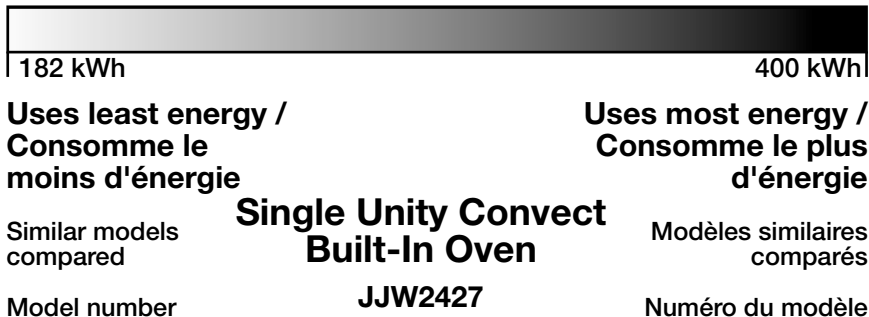 182 kWh 400 kWh
Uses least energy / Uses most energy /
Consomme le Consomme le plus
moins d'énergie d'énergie
Single Unity Convect
Built-In Oven
Similar models Modèles similaires
compared comparés
Model number JJW2427 Numéro du modèle